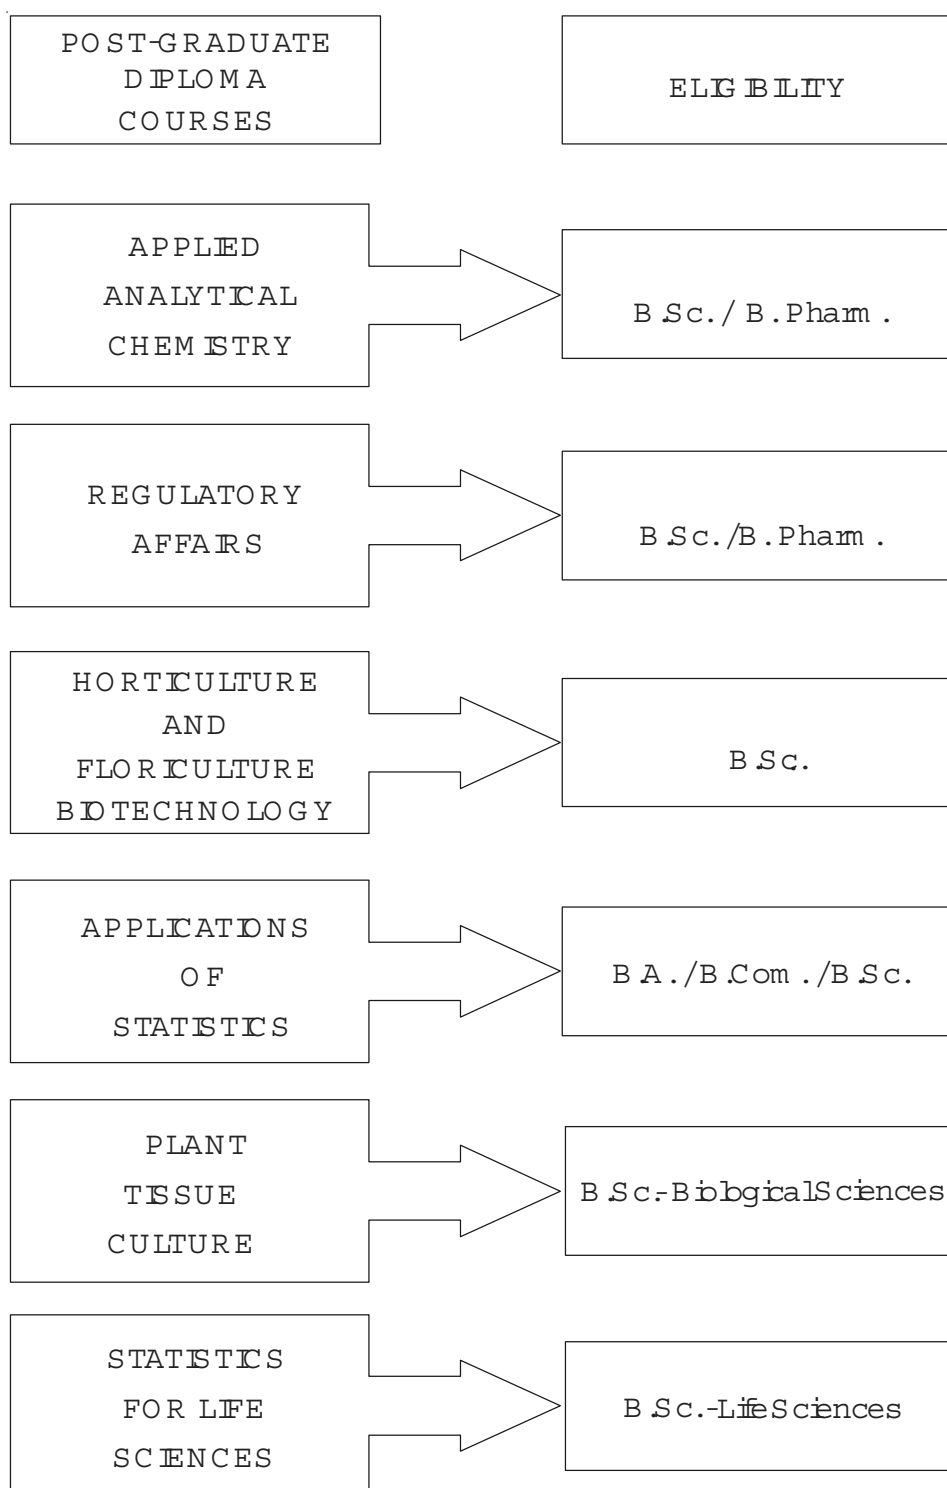 POST-GRADUATE
DIPLOMA
COURSES
ELIGIBILITY
APPLIED
ANALYTICAL
CHEMISTRY
B.Sc./ B.Pharm.
REGULATORY
AFFAIRS
B.Sc./B.Pharm.
HORTICULTURE
AND
FLORICULTURE
BIOTECHNOLOGY
B.Sc.
APPLICATIONS
OF
STATISTICS
B.A./B.Com./B.Sc.
PLANT
TISSUE
CULTURE
B.Sc.-Biological Sciences
STATISTICS
FOR LIFE
SCIENCES
B.Sc.-Life Sciences